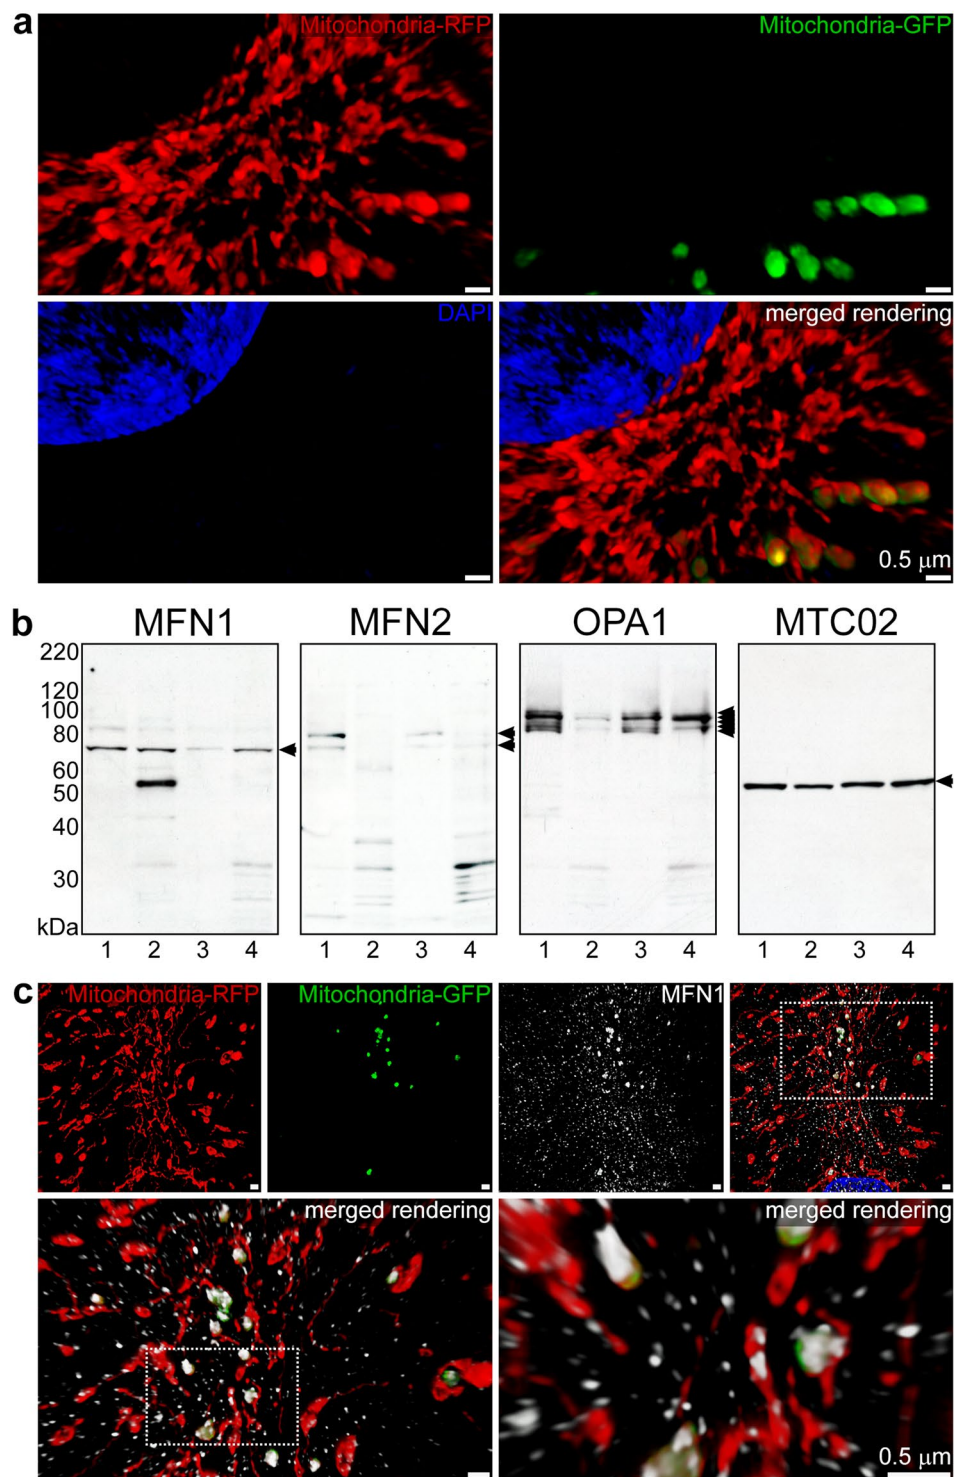 a
Mitochondria-RFP
Mitochondria-GFP
DAPI
merged rendering
0.5 μm
b
MFN1
MFN2
OPA1
MTC02
220
120
100
80
60
50
40
30
kDa
1 2 3 4
1 2 3 4
1 2 3 4
1 2 3 4
c
Mitochondria-RFP
Mitochondria-GFP
MFN1
merged rendering
merged rendering
0.5 μm